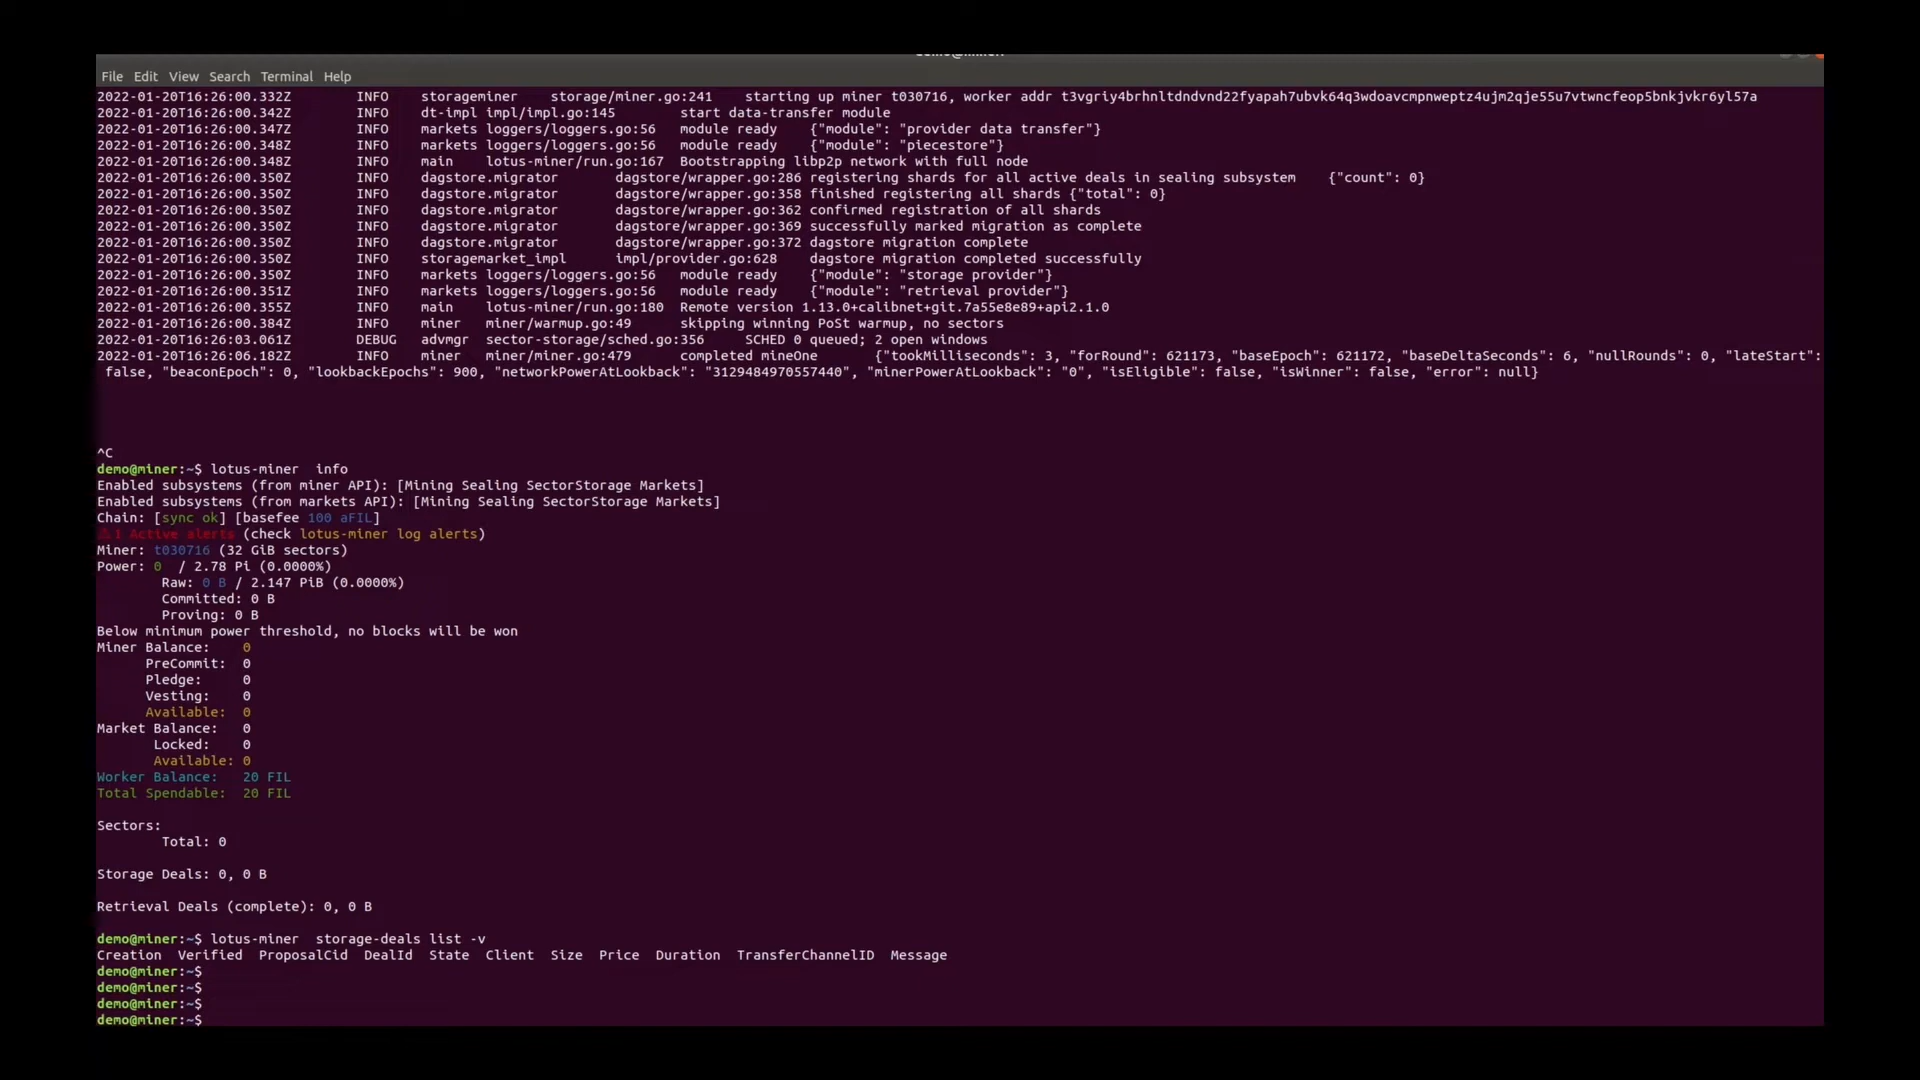 File Edit View Search Terminal Help
2022-01-20T16:26:00.332Z INFO storageminer storage/miner.go:241 starting up miner t030716, worker addr t3vgriy4brhnltdndvnd22fyapah7ubvk64q3wdoavcmpnweptz4ujm2qje55u7vtwncfeop5bnkjvkr6yl57a
2022-01-20T16:26:00.342Z INFO dt-impl impl/impl.go:145 start data-transfer module
2022-01-20T16:26:00.347Z INFO markets loggers/loggers.go:56 module ready {"module": "provider data transfer"}
2022-01-20T16:26:00.348Z INFO markets loggers/loggers.go:56 module ready {"module": "piecestore"}
2022-01-20T16:26:00.348Z INFO main lotus-miner/run.go:167 Bootstrapping libp2p network with full node
2022-01-20T16:26:00.350Z INFO dagstore.migrator dagstore/wrapper.go:286 registering shards for all active deals in sealing subsystem {"count": 0}
2022-01-20T16:26:00.350Z INFO dagstore.migrator dagstore/wrapper.go:358 finished registering all shards {"total": 0}
2022-01-20T16:26:00.350Z INFO dagstore.migrator dagstore/wrapper.go:362 confirmed registration of all shards
2022-01-20T16:26:00.350Z INFO dagstore.migrator dagstore/wrapper.go:369 successfully marked migration as complete
2022-01-20T16:26:00.350Z INFO dagstore.migrator dagstore/wrapper.go:372 dagstore migration complete
2022-01-20T16:26:00.350Z INFO storagemarket_impl impl/provider.go:628 dagstore migration completed successfully
2022-01-20T16:26:00.350Z INFO markets loggers/loggers.go:56 module ready {"module": "storage provider"}
2022-01-20T16:26:00.351Z INFO markets loggers/loggers.go:56 module ready {"module": "retrieval provider"}
2022-01-20T16:26:00.355Z INFO main lotus-miner/run.go:180 Remote version 1.13.0+calibnet+git.7a55e8e89+api2.1.0
2022-01-20T16:26:00.384Z INFO miner miner/warmup.go:49 skipping winning PoSt warmup, no sectors
2022-01-20T16:26:03.061Z DEBUG advmgr sector-storage/sched.go:356 SCHED 0 queued; 2 open windows
2022-01-20T16:26:06.182Z INFO miner miner/miner.go:479 completed mineOne {"tookMilliseconds": 3, "forRound": 621173, "baseEpoch": 621172, "baseDeltaSeconds": 6, "nullRounds": 0, "lateStart":
false, "beaconEpoch": 0, "lookbackEpochs": 900, "networkPowerAtLookback": "3129484970557440", "minerPowerAtLookback": "0", "isEligible": false, "isWinner": false, "error": null}
^C
demo@miner:~$ lotus-miner info
Enabled subsystems (from miner API): [Mining Sealing SectorStorage Markets]
Enabled subsystems (from markets API): [Mining Sealing SectorStorage Markets]
Chain: [sync ok] [basefee 100 aFIL]
⚠ 1 Active alerts (check lotus-miner log alerts)
Miner: t030716 (32 GiB sectors)
Power: 0 / 2.78 Pi (0.0000%)
Raw: 0 B / 2.147 PiB (0.0000%)
Committed: 0 B
Proving: 0 B
Below minimum power threshold, no blocks will be won
Miner Balance: 0
PreCommit: 0
Pledge: 0
Vesting: 0
Available: 0
Market Balance: 0
Locked: 0
Available: 0
Worker Balance: 20 FIL
Total Spendable: 20 FIL
Sectors:
Total: 0
Storage Deals: 0, 0 B
Retrieval Deals (complete): 0, 0 B
demo@miner:~$ lotus-miner storage-deals list -v
Creation Verified ProposalCid DealId State Client Size Price Duration TransferChannelID Message
demo@miner:~$
demo@miner:~$
demo@miner:~$
demo@miner:~$